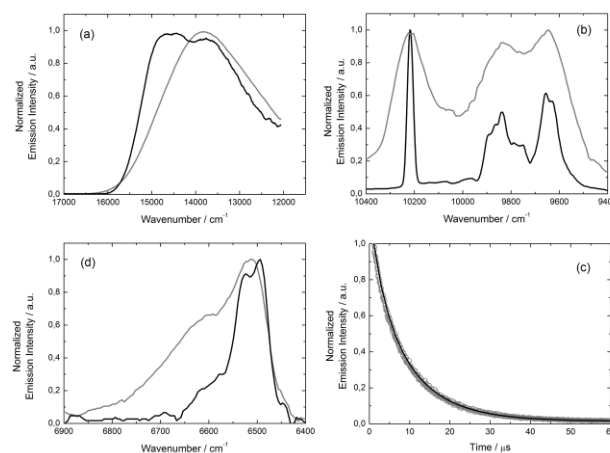 (a)
Normalized
Emission Intensity / a.u.
1,0
0,8
0,6
0,4
0,2
0,0
17000 15000 14000 13000 12000
Wavenumber / cm-1
(b)
Normalized
Emission Intensity / a.u.
1,0
0,8
0,6
0,4
0,2
0,0
10400 10200 10000 9800 9600 9400
Wavenumber / cm-1
(d)
Normalized
Emission Intensity / a.u.
1,0
0,8
0,6
0,4
0,2
0,0
6900 6800 6700 6600 6500 6400
Wavenumber / cm-1
(c)
Normalized
Emission Intensity / a.u.
1,0
0,8
0,6
0,4
0,2
0,0
0 10 20 30 40 50 60
Time / μs